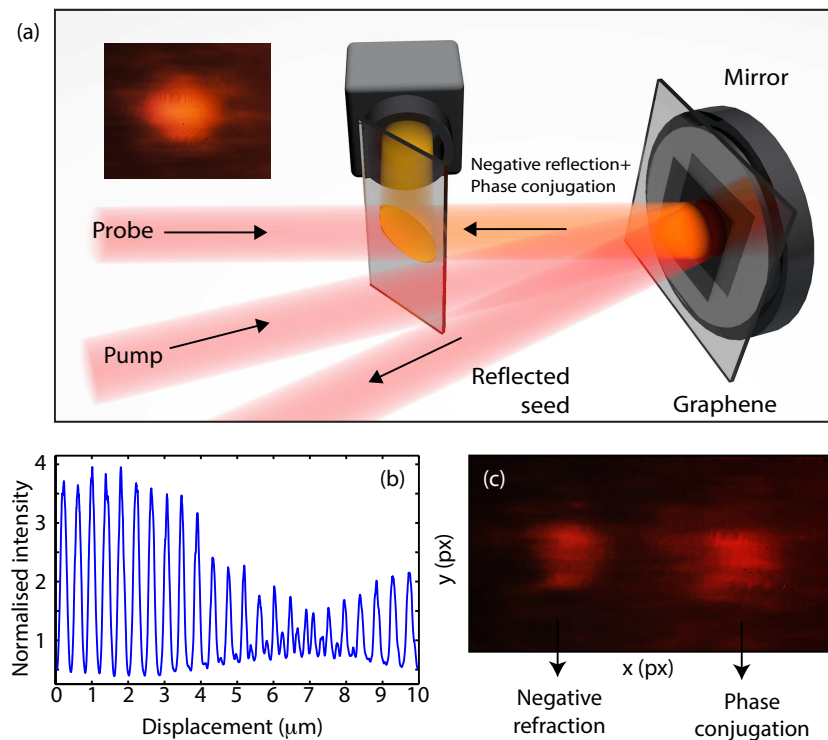 (a)
Mirror
Negative reflection+
Phase conjugation
Probe
Pump
Reflected
seed
Graphene
(b)
Normalised intensity
4
3
2
1
0 1 2 3 4 5 6 7 8 9 10
Displacement (μm)
(c)
y (px)
x (px)
Negative
refraction
Phase
conjugation